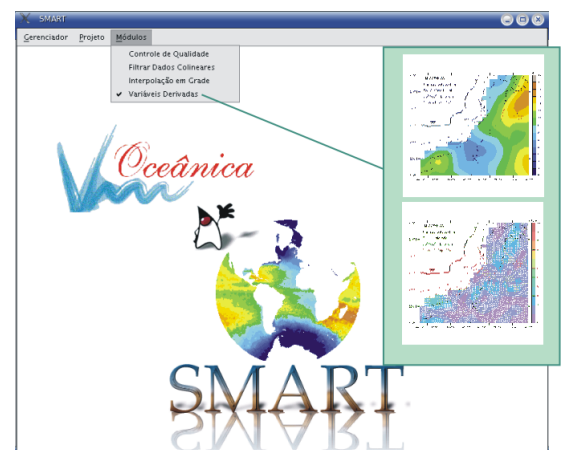 SMART
Gerenciador Projeto Módulos
Controle de Qualidade
Filtrar Dados Colineares
Interpolação em Grade
Variáveis Derivadas
Oceânica
SMART